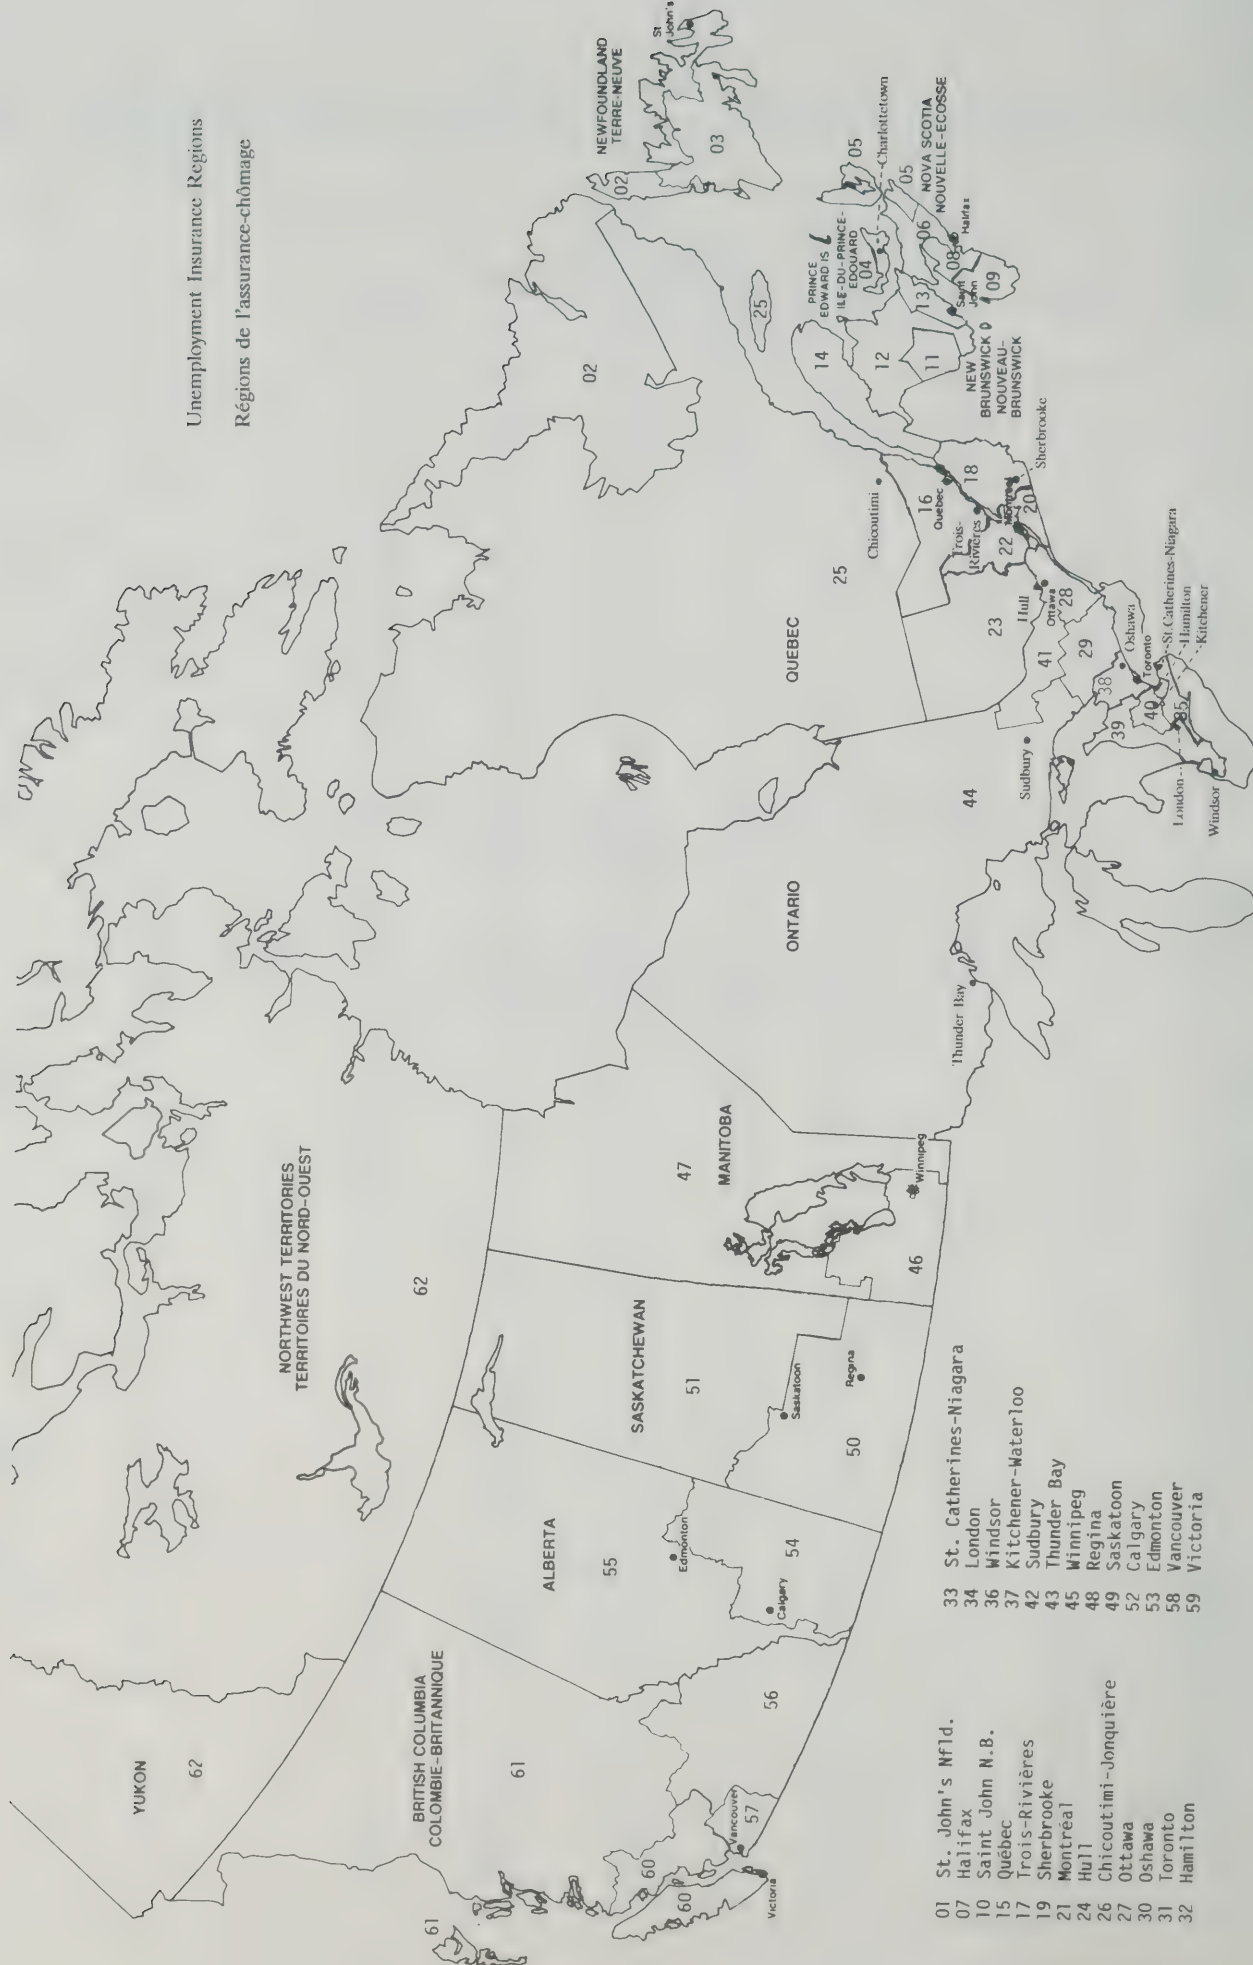 Unemployment Insurance Regions
Régions de l'assurance-chômage
YUKON
62
NORTHWEST TERRITORIES
TERRITOIRES DU NORD-OUEST
62
BRITISH COLUMBIA
COLOMBIE-BRITANNIQUE
61
61
60
60
Vancouver
57
Victoria
56
ALBERTA
55
Edmonton
54
Calgary
SASKATCHEWAN
51
Saskatoon
Regina
50
MANITOBA
47
Winnipeg
46
ONTARIO
44
Thunder Bay
Sudbury
London
Windsor
41
29
28
38
39
40
35
Ottawa
Oshawa
Toronto
St.Catherines-Niagara
Hamilton
Kitchener
QUEBEC
25
25
Chicoutimi
16
Quebec
18
Trois-
Rivières
22
Montreal
20
Sherbrooke
23
Hull
14
NEWFOUNDLAND
TERRE-NEUVE
02
02
03
St
John's
PRINCE
EDWARD IS
ILE-DU-PRINCE-
EDOUARD
04
Charlottetown
05
05
NOVA SCOTIA
NOUVELLE-ECOSSE
06
Halifax
08
09
12
13
11
Saint
John
NEW
BRUNSWICK
NOUVEAU-
BRUNSWICK
01 St. John's Nfld.
07 Halifax
10 Saint John N.B.
15 Québec
17 Trois-Rivières
19 Sherbrooke
21 Montréal
24 Hull
26 Chicoutimi-Jonquière
27 Ottawa
30 Oshawa
31 Toronto
32 Hamilton
33 St. Catherines-Niagara
34 London
36 Windsor
37 Kitchener-Waterloo
42 Sudbury
43 Thunder Bay
45 Winnipeg
48 Regina
49 Saskatoon
52 Calgary
53 Edmonton
58 Vancouver
59 Victoria